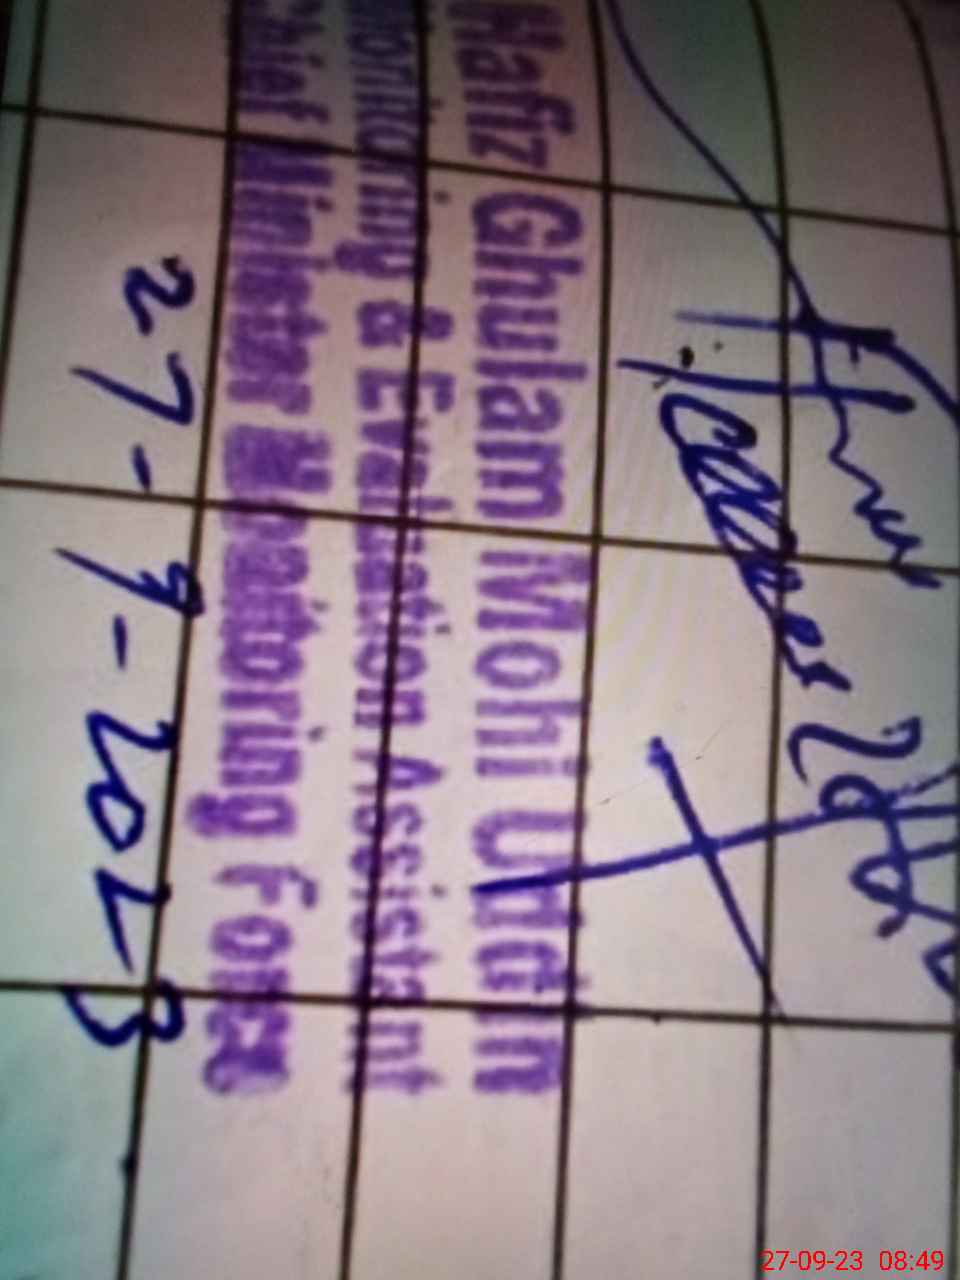 Hafiz Ghulam Mohi Uddin
Monitoring & Evaluation Assistant
Chief Minister Monitoring Force
27-9-2023
27-09-23 08:49